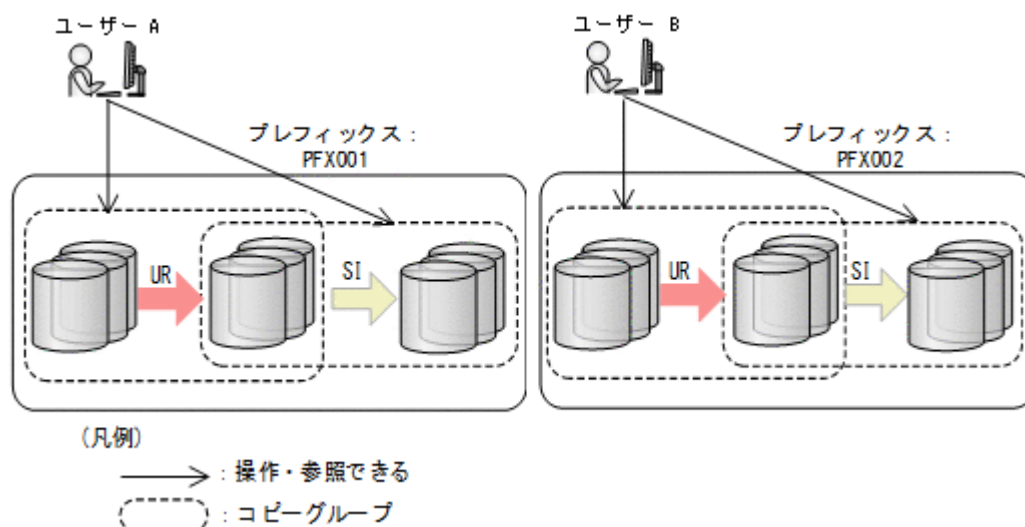 ユーザー A
ユーザー B
プレフィックス：
PFX001
プレフィックス：
PFX002
UR
SI
UR
SI
(凡例)
：操作・参照できる
：コピーグループ